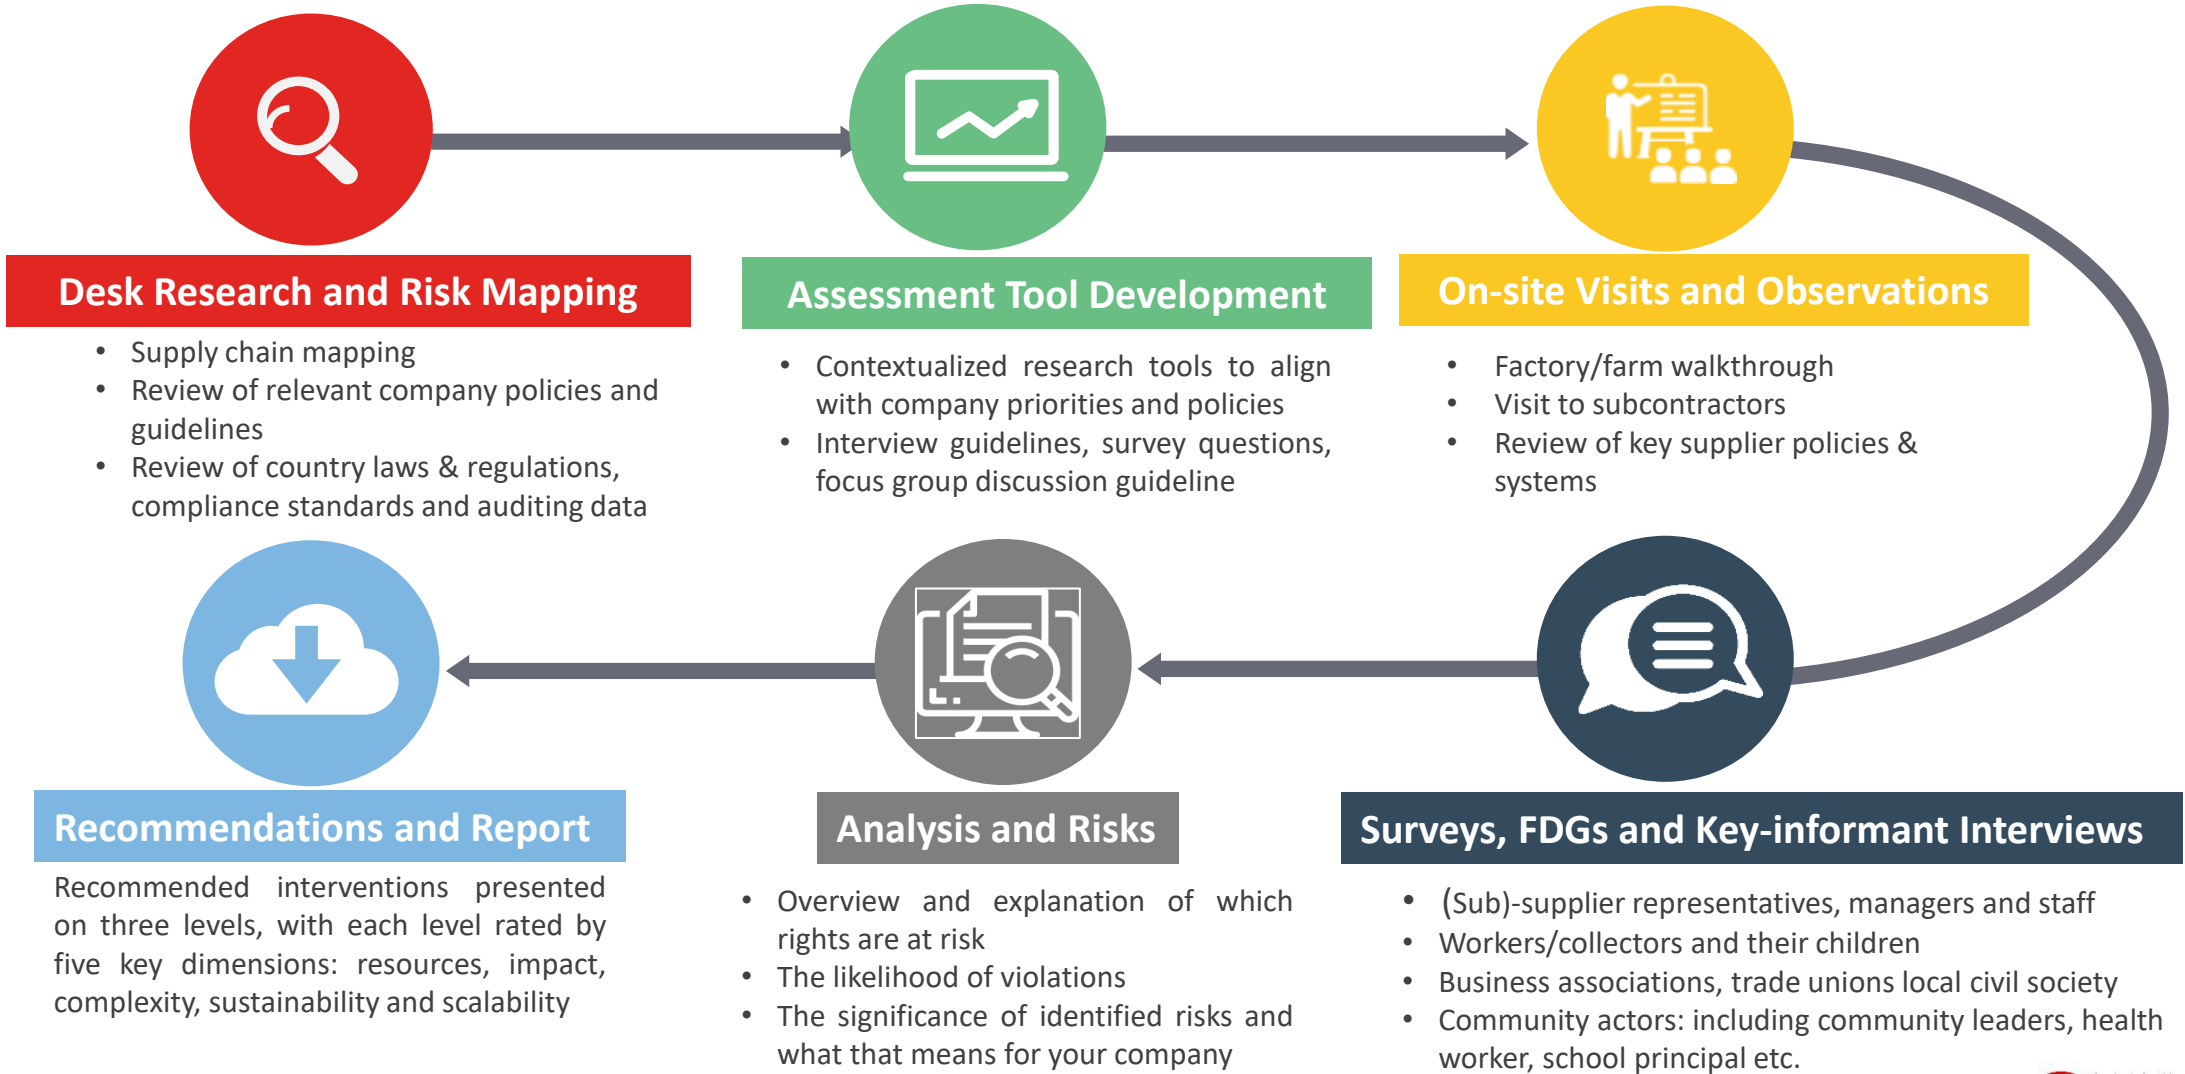 Desk Research and Risk Mapping
• Supply chain mapping
• Review of relevant company policies and
guidelines
• Review of country laws & regulations,
compliance standards and auditing data
Assessment Tool Development
• Contextualized research tools to align
with company priorities and policies
• Interview guidelines, survey questions,
focus group discussion guideline
On-site Visits and Observations
• Factory/farm walkthrough
• Visit to subcontractors
• Review of key supplier policies &
systems
Surveys, FDGs and Key-informant Interviews
• (Sub)-supplier representatives, managers and staff
• Workers/collectors and their children
• Business associations, trade unions local civil society
• Community actors: including community leaders, health
worker, school principal etc.
Analysis and Risks
• Overview and explanation of which
rights are at risk
• The likelihood of violations
• The significance of identified risks and
what that means for your company
Recommendations and Report
Recommended interventions presented
on three levels, with each level rated by
five key dimensions: resources, impact,
complexity, sustainability and scalability